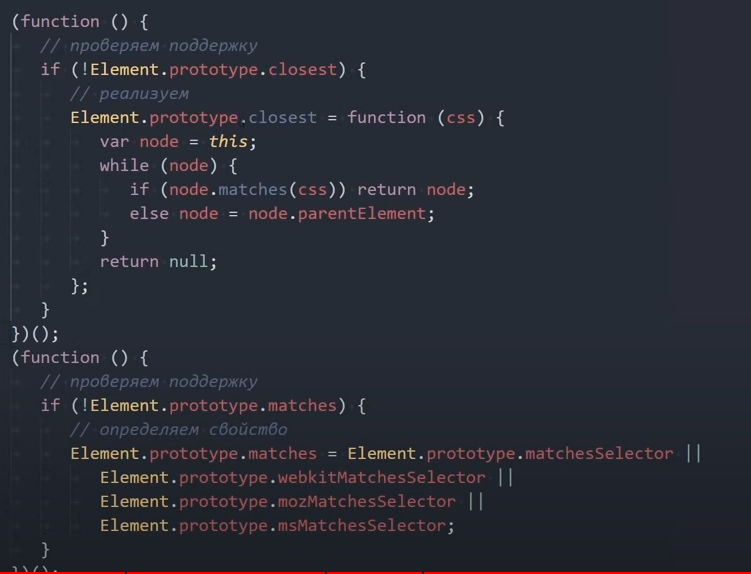 (function () {
// проверяем поддержку
if (!Element.prototype.closest) {
// реализуем
Element.prototype.closest = function (css) {
var node = this;
while (node) {
if (node.matches(css)) return node;
else node = node.parentElement;
}
return null;
};
}
})();
(function () {
// проверяем поддержку
if (!Element.prototype.matches) {
// определяем свойство
Element.prototype.matches = Element.prototype.matchesSelector ||
Element.prototype.webkitMatchesSelector ||
Element.prototype.mozMatchesSelector ||
Element.prototype.msMatchesSelector;
}
})();